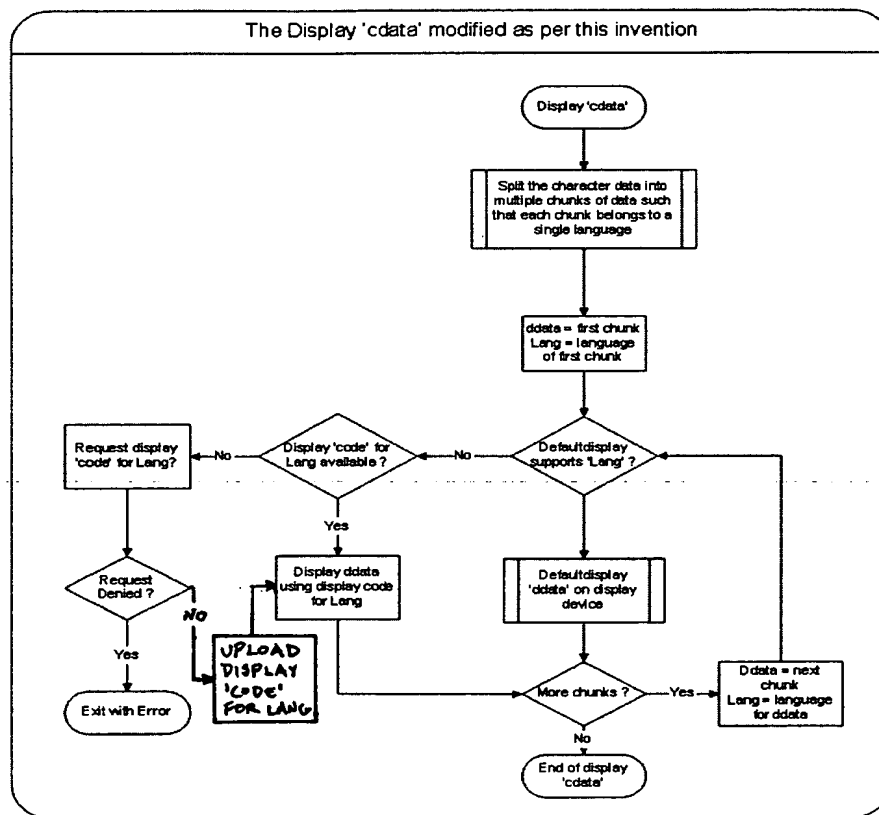 The Display 'cdata' modified as per this invention
Display 'cdata'
Split the character data into
multiple chunks of data such
that each chunk belongs to a
single language
ddata = first chunk
Lang = language
of first chunk
Defaultdisplay
supports 'Lang' ?
No
Display 'code' for
Lang available ?
No
Request display
'code' for Lang?
Yes
Request
Denied ?
NO
Yes
Exit with Error
UPLOAD
DISPLAY
'CODE'
FOR LANG
Display ddata
using display code
for Lang
Defaultdisplay
'ddata' on display
device
More chunks ?
Yes
Ddata = next
chunk
Lang = language
for ddata
No
End of display
'cdata'